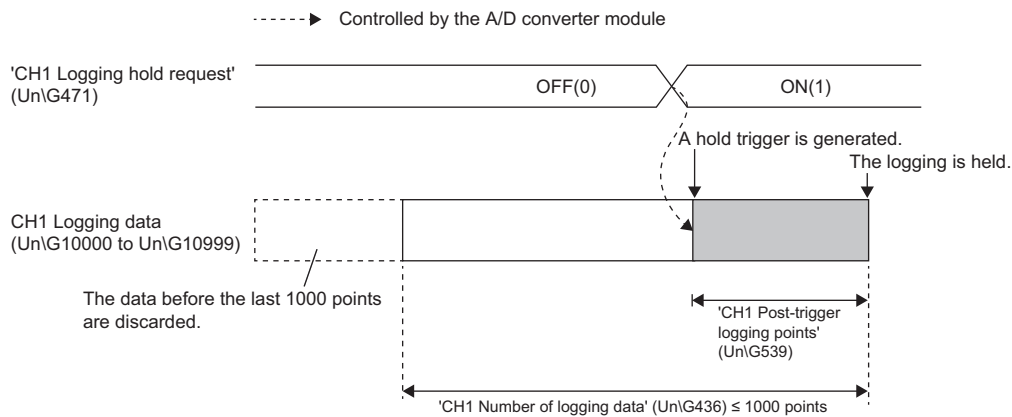 Controlled by the A/D converter module
'CH1 Logging hold request'
(Un\G471)
OFF(0)
ON(1)
A hold trigger is generated.
The logging is held.
CH1 Logging data
(Un\G10000 to Un\G10999)
The data before the last 1000 points
are discarded.
'CH1 Post-trigger
logging points'
(Un\G539)
'CH1 Number of logging data' (Un\G436) ≤ 1000 points